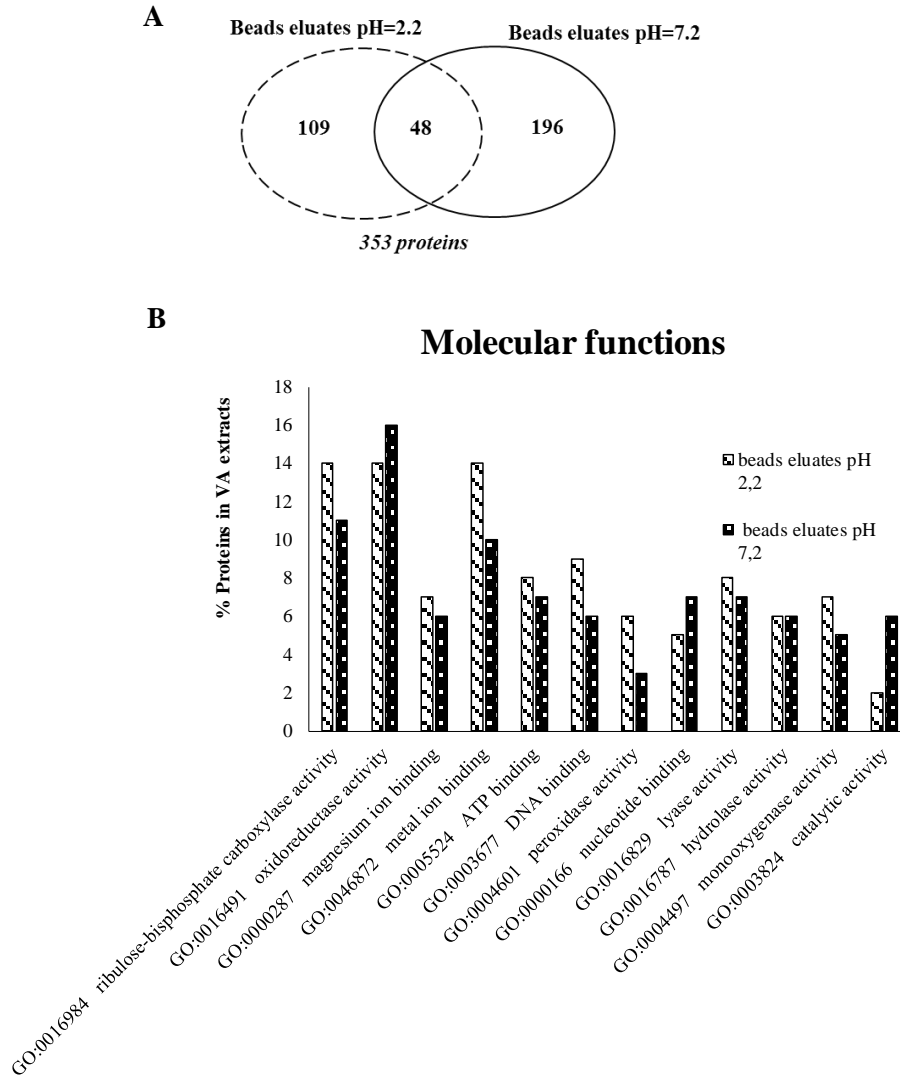 A
Beads eluates pH=2.2
Beads eluates pH=7.2
109
48
196
353 proteins
B
Molecular functions
% Proteins in VA extracts
18
16
14
12
10
8
6
4
2
0
beads eluates pH
2,2
beads eluates pH
7,2
GO:0016984 ribulose-bisphosphate carboxylase activity
GO:0016491 oxidoreductase activity
GO:0000287 magnesium ion binding
GO:0046872 metal ion binding
GO:0005524 ATP binding
GO:0003677 DNA binding
GO:0004601 peroxidase activity
GO:0000166 nucleotide binding
GO:0016829 lyase activity
GO:0016787 hydrolase activity
GO:0004497 monooxygenase activity
GO:0003824 catalytic activity